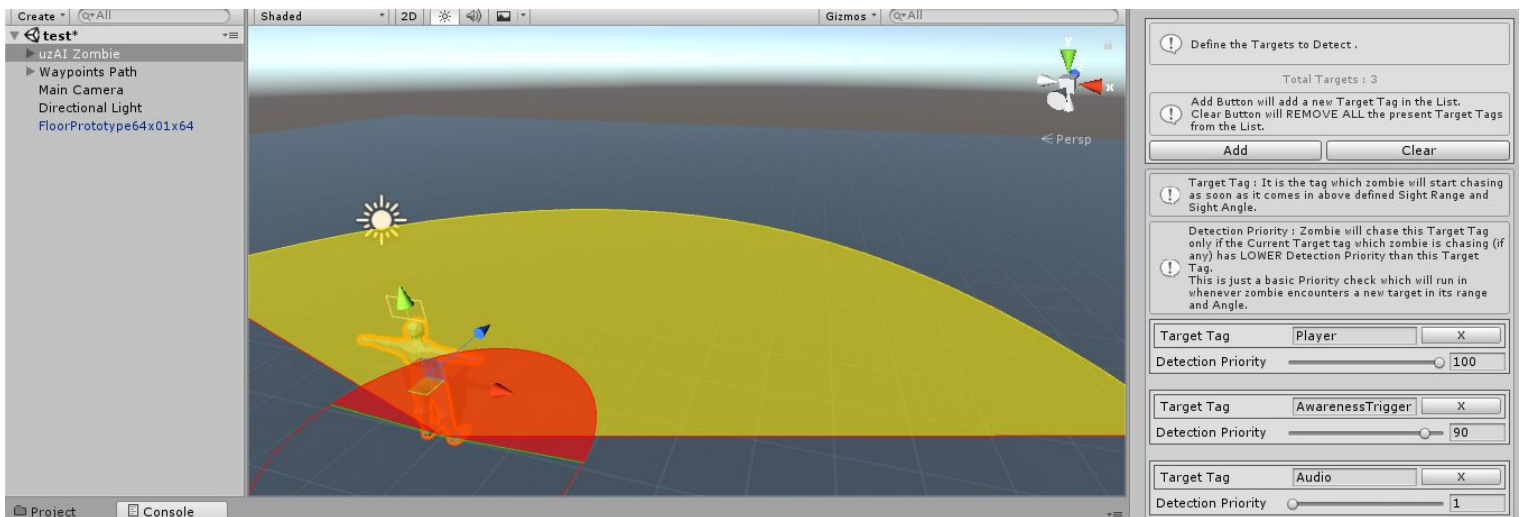 Create
All
test*
uzAI Zombie
Waypoints Path
Main Camera
Directional Light
FloorPrototype64x01x64
Project
Console
Shaded
2D
Gizmos
All
y
x
Persp
Define the Targets to Detect .
Total Targets : 3
Add Button will add a new Target Tag in the List.
Clear Button will REMOVE ALL the present Target Tags
from the List.
Add
Clear
Target Tag : It is the tag which zombie will start chasing
as soon as it comes in above defined Sight Range and
Sight Angle.
Detection Priority : Zombie will chase this Target Tag
only if the Current Target tag which zombie is chasing (if
any) has LOWER Detection Priority than this Target
Tag.
This is just a basic Priority check which will run in
whenever zombie encounters a new target in its range
and Angle.
Target Tag Player X
Detection Priority 100
Target Tag AwarenessTrigger X
Detection Priority 90
Target Tag Audio X
Detection Priority 1